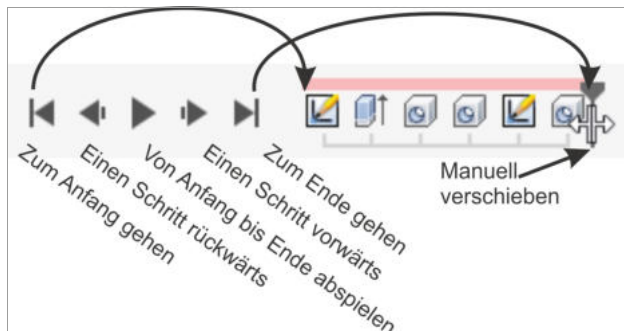 Zum Anfang gehen
Einen Schritt rückwärts
Von Anfang bis Ende abspielen
Einen Schritt vorwärts
Zum Ende gehen
Manuell
verschieben